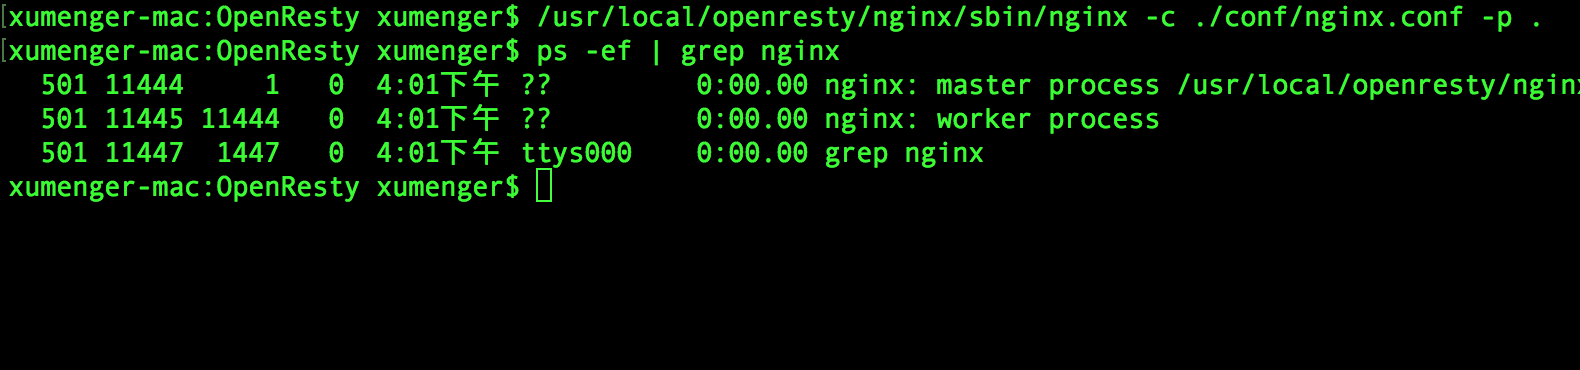 [xumenger-mac:OpenResty xumenger$ /usr/local/openresty/nginx/sbin/nginx -c ./conf/nginx.conf -p .
[xumenger-mac:OpenResty xumenger$ ps -ef | grep nginx
501 11444 1 0 4:01下午 ?? 0:00.00 nginx: master process /usr/local/openresty/nginx
501 11445 11444 0 4:01下午 ?? 0:00.00 nginx: worker process
501 11447 1447 0 4:01下午 ttys000 0:00.00 grep nginx
xumenger-mac:OpenResty xumenger$